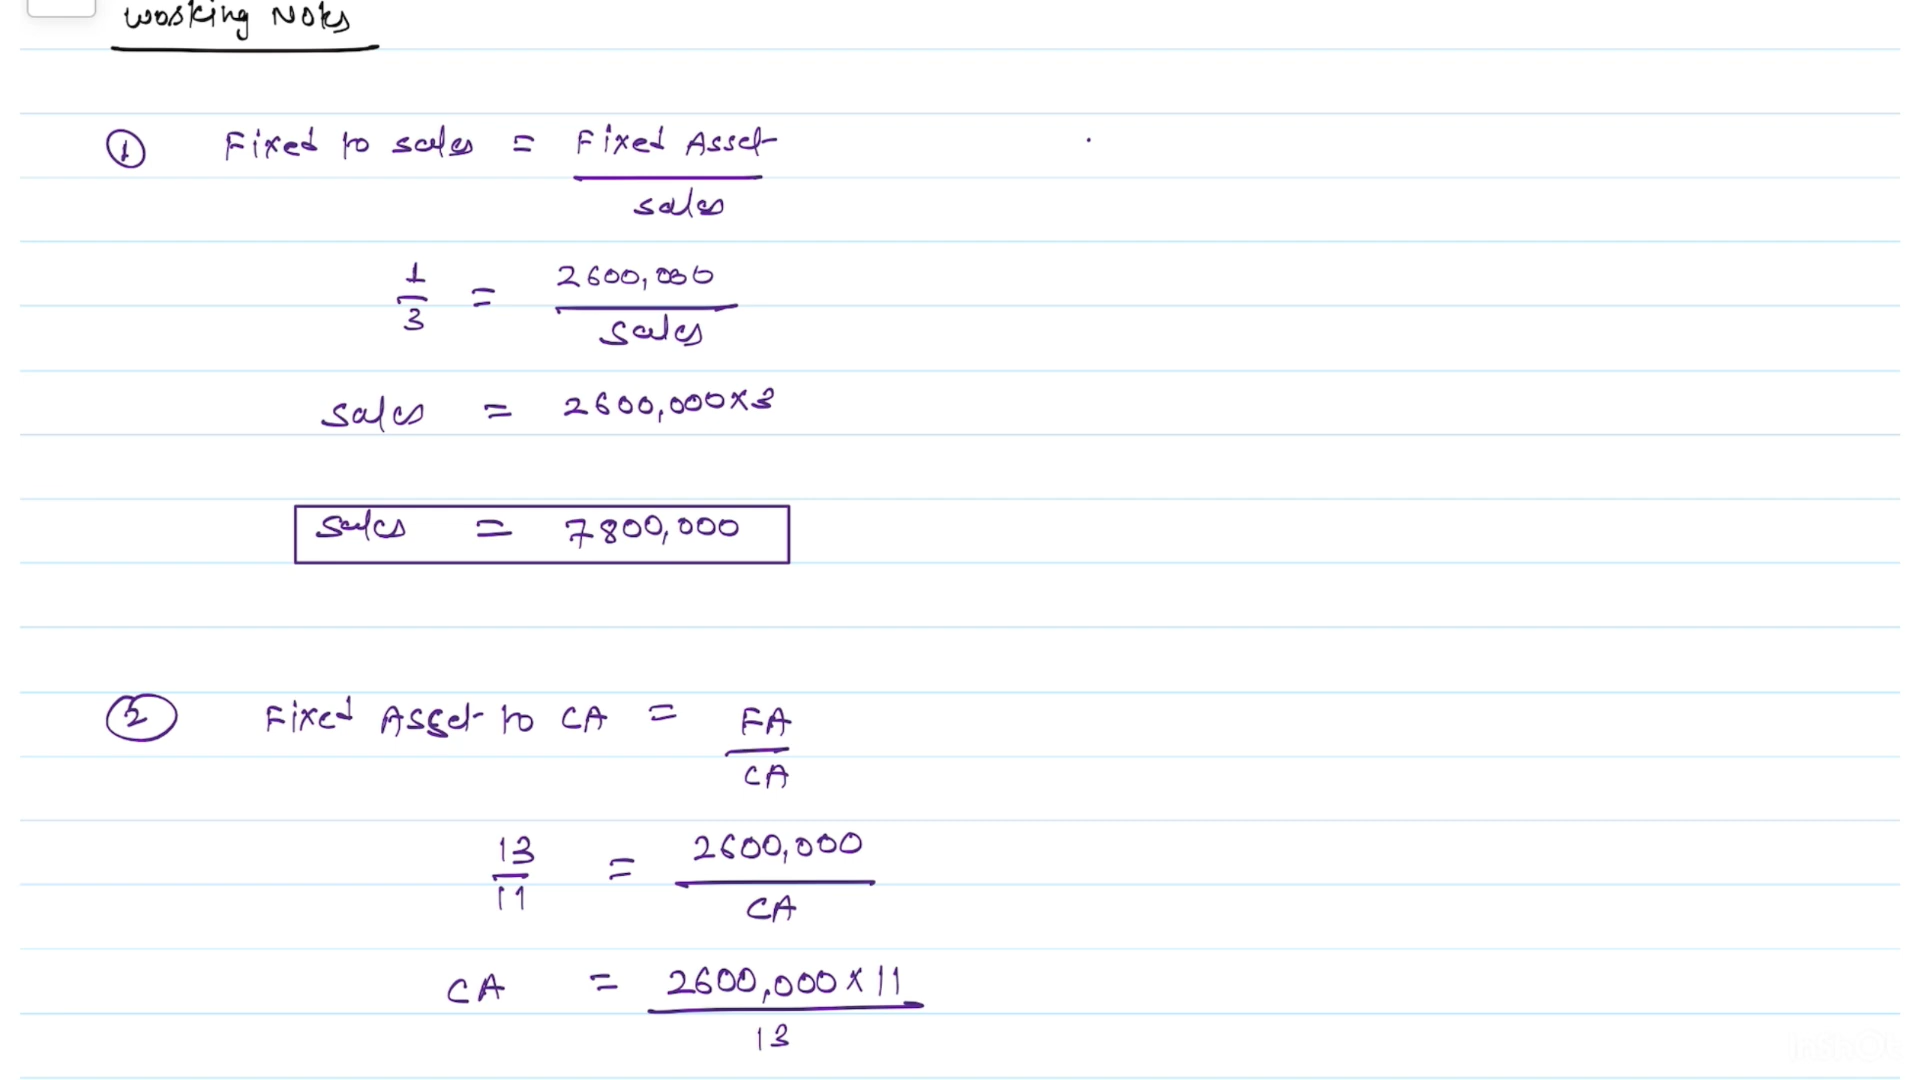 Working Notes
① Fixed to sales = Fixed Asset
sales
1
3 = 2600,000
Sales
Sales = 2600,000×3
Sales = 7800,000
② Fixed Asset to CA = FA
CA
13
11 = 2600,000
CA
CA = 2600,000×11
13